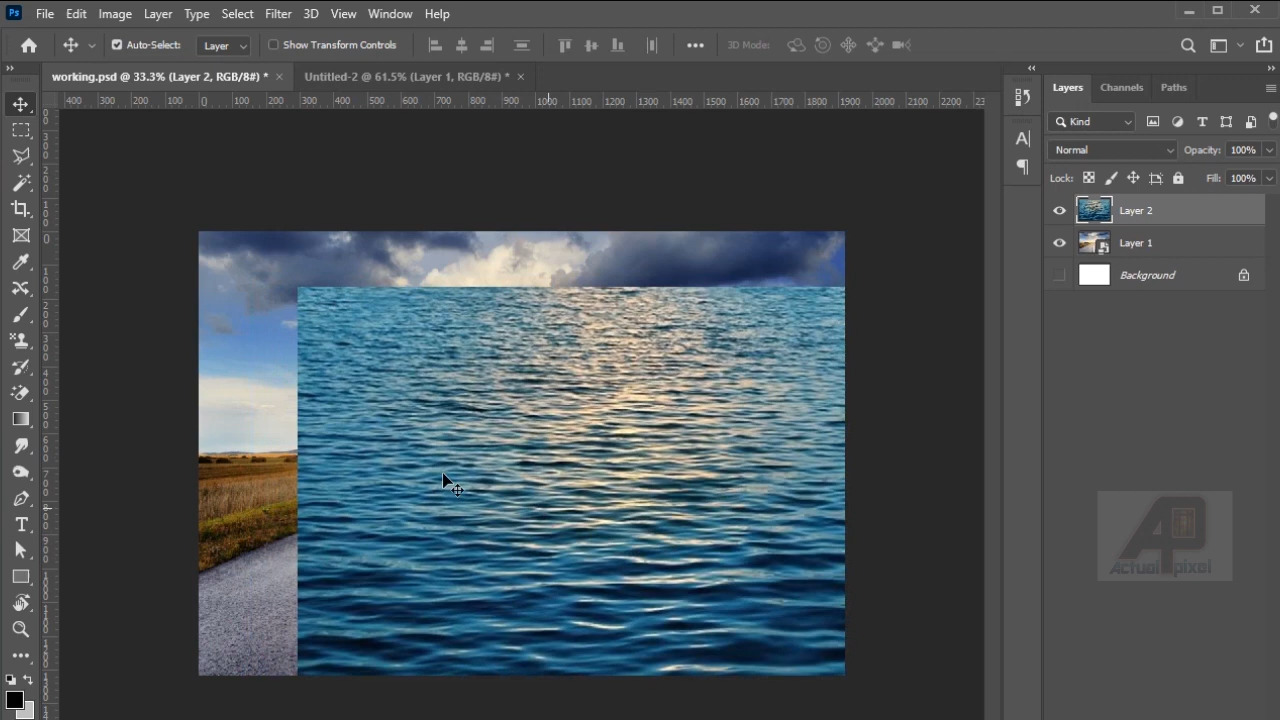 Ps File Edit Image Layer Type Select Filter 3D View Window Help
Auto-Select: Layer Show Transform Controls 3D Mode:
working.psd @ 33.3% (Layer 2, RGB/8#) * × Untitled-2 @ 61.5% (Layer 1, RGB/8#) * ×
400 300 200 100 0 100 200 300 400 500 600 700 800 900 1000 1100 1200 1300 1400 1500 1600 1700 1800 1900 2000 2100 2200
Layers Channels Paths
Kind
Normal Opacity: 100%
Lock: Fill: 100%
Layer 2
Layer 1
Background
AP
Actual pixel